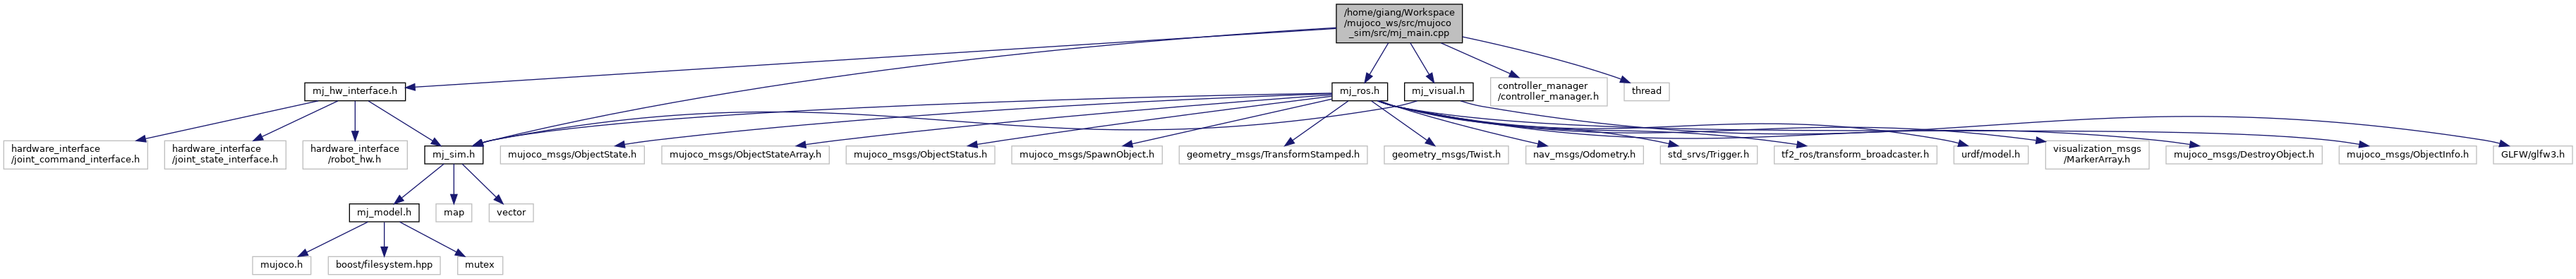 /home/giang/Workspace
/mujoco_ws/src/mujoco
_sim/src/mj_main.cpp
mj_hw_interface.h
mj_ros.h
mj_visual.h
controller_manager
/controller_manager.h
thread
hardware_interface
/joint_command_interface.h
hardware_interface
/joint_state_interface.h
hardware_interface
/robot_hw.h
mj_sim.h
mujoco_msgs/ObjectState.h
mujoco_msgs/ObjectStateArray.h
mujoco_msgs/ObjectStatus.h
mujoco_msgs/SpawnObject.h
geometry_msgs/TransformStamped.h
geometry_msgs/Twist.h
nav_msgs/Odometry.h
std_srvs/Trigger.h
tf2_ros/transform_broadcaster.h
urdf/model.h
visualization_msgs
/MarkerArray.h
mujoco_msgs/DestroyObject.h
mujoco_msgs/ObjectInfo.h
GLFW/glfw3.h
mj_model.h
map
vector
mujoco.h
boost/filesystem.hpp
mutex